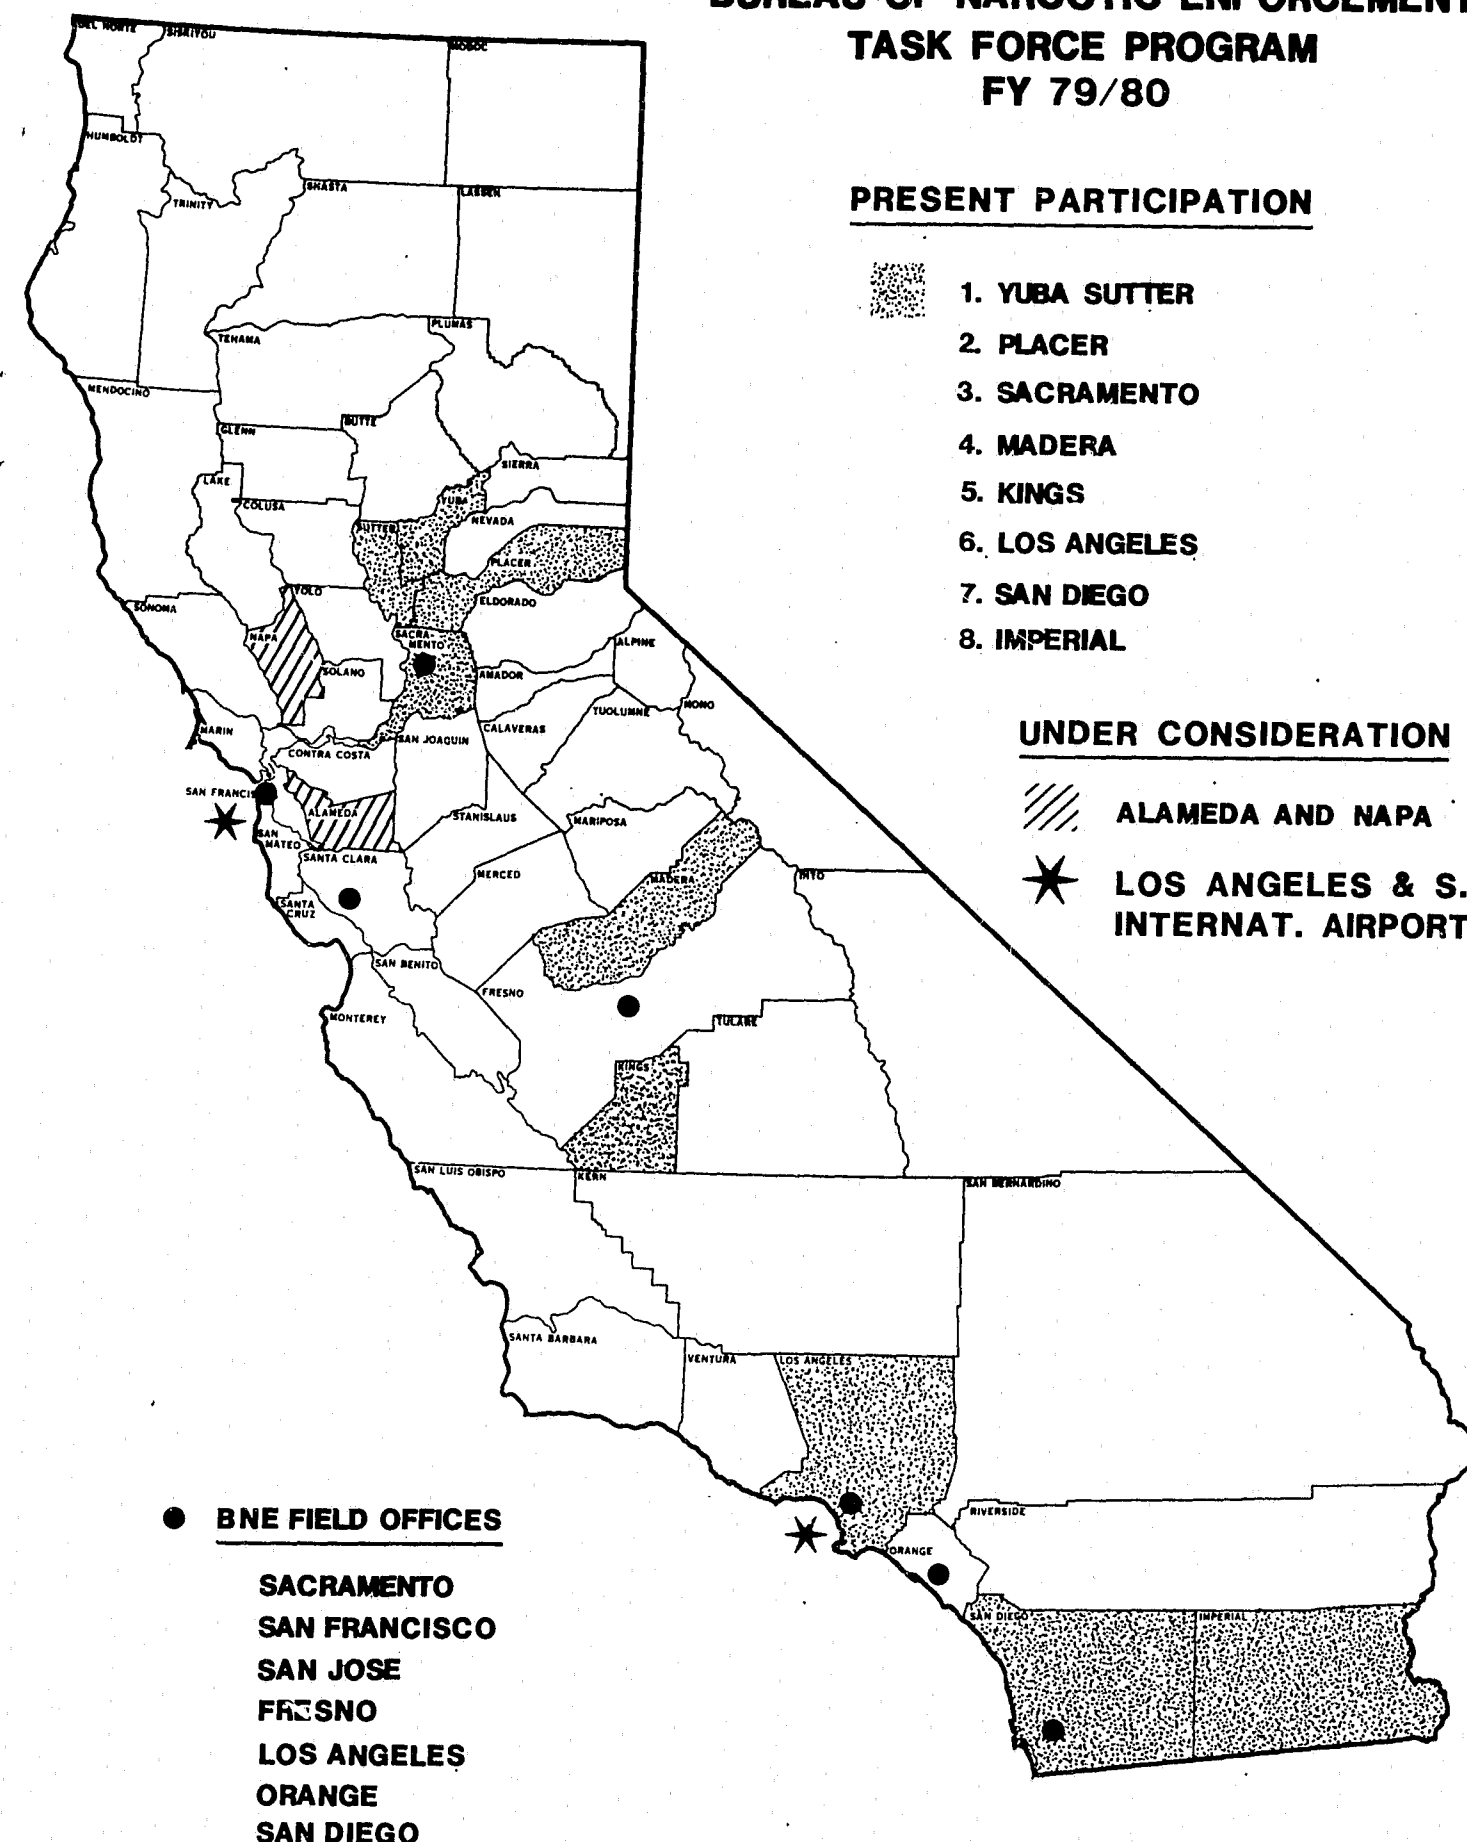 BUREAU OF NARCOTIC ENFORCEMENT
TASK FORCE PROGRAM
FY 79/80
PRESENT PARTICIPATION
1. YUBA SUTTER
2. PLACER
3. SACRAMENTO
4. MADERA
5. KINGS
6. LOS ANGELES
7. SAN DIEGO
8. IMPERIAL
UNDER CONSIDERATION
ALAMEDA AND NAPA
LOS ANGELES & S.
INTERNAT. AIRPORT
DEL NORTE
SISKIYOU
MODOC
HUMBOLDT
TRINITY
SHASTA
LASSEN
TEHAMA
PLUMAS
MENDOCINO
GLENN
BUTTE
LAKE
COLUSA
SIERRA
YUBA
SUTTER
NEVADA
PLACER
SONOMA
YOLO
ELDORADO
NAPA
SACRA-
MENTO
ALPINE
SOLANO
AMADOR
MARIN
CONTRA COSTA
SAN JOAQUIN
CALAVERAS
TUOLUMNE
MONO
SAN FRANCIS
ALAMEDA
STANISLAUS
MARIPOSA
SAN
MATEO
SANTA CLARA
MERCED
MADERA
INYO
SANTA
CRUZ
SAN BENITO
FRESNO
MONTEREY
TULARE
KINGS
SAN LUIS OBISPO
KERN
SAN BERNARDINO
SANTA BARBARA
VENTURA
LOS ANGELES
RIVERSIDE
ORANGE
SAN DIEGO
IMPERIAL
BNE FIELD OFFICES
SACRAMENTO
SAN FRANCISCO
SAN JOSE
FRESNO
LOS ANGELES
ORANGE
SAN DIEGO